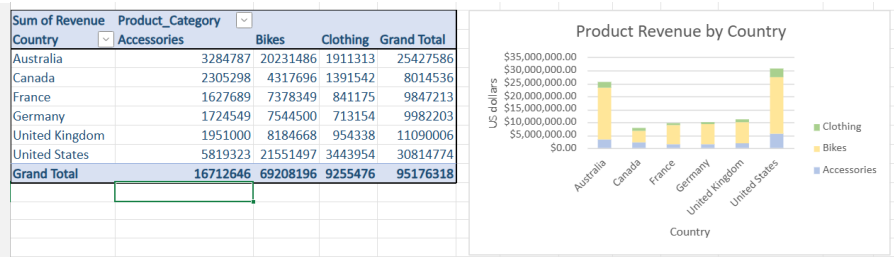 Sum of Revenue Product_Category
Country Accessories Bikes Clothing Grand Total
Australia 3284787 20231486 1911313 25427586
Canada 2305298 4317696 1391542 8014536
France 1627689 7378349 841175 9847213
Germany 1724549 7544500 713154 9982203
United Kingdom 1951000 8184668 954338 11090006
United States 5819323 21551497 3443954 30814774
Grand Total 16712646 69208196 9255476 95176318
Product Revenue by Country
US dollars
$35,000,000.00
$30,000,000.00
$25,000,000.00
$20,000,000.00
$15,000,000.00
$10,000,000.00
$5,000,000.00
$0.00
Australia
Canada
France
Germany
United Kingdom
United States
Country
Clothing
Bikes
Accessories